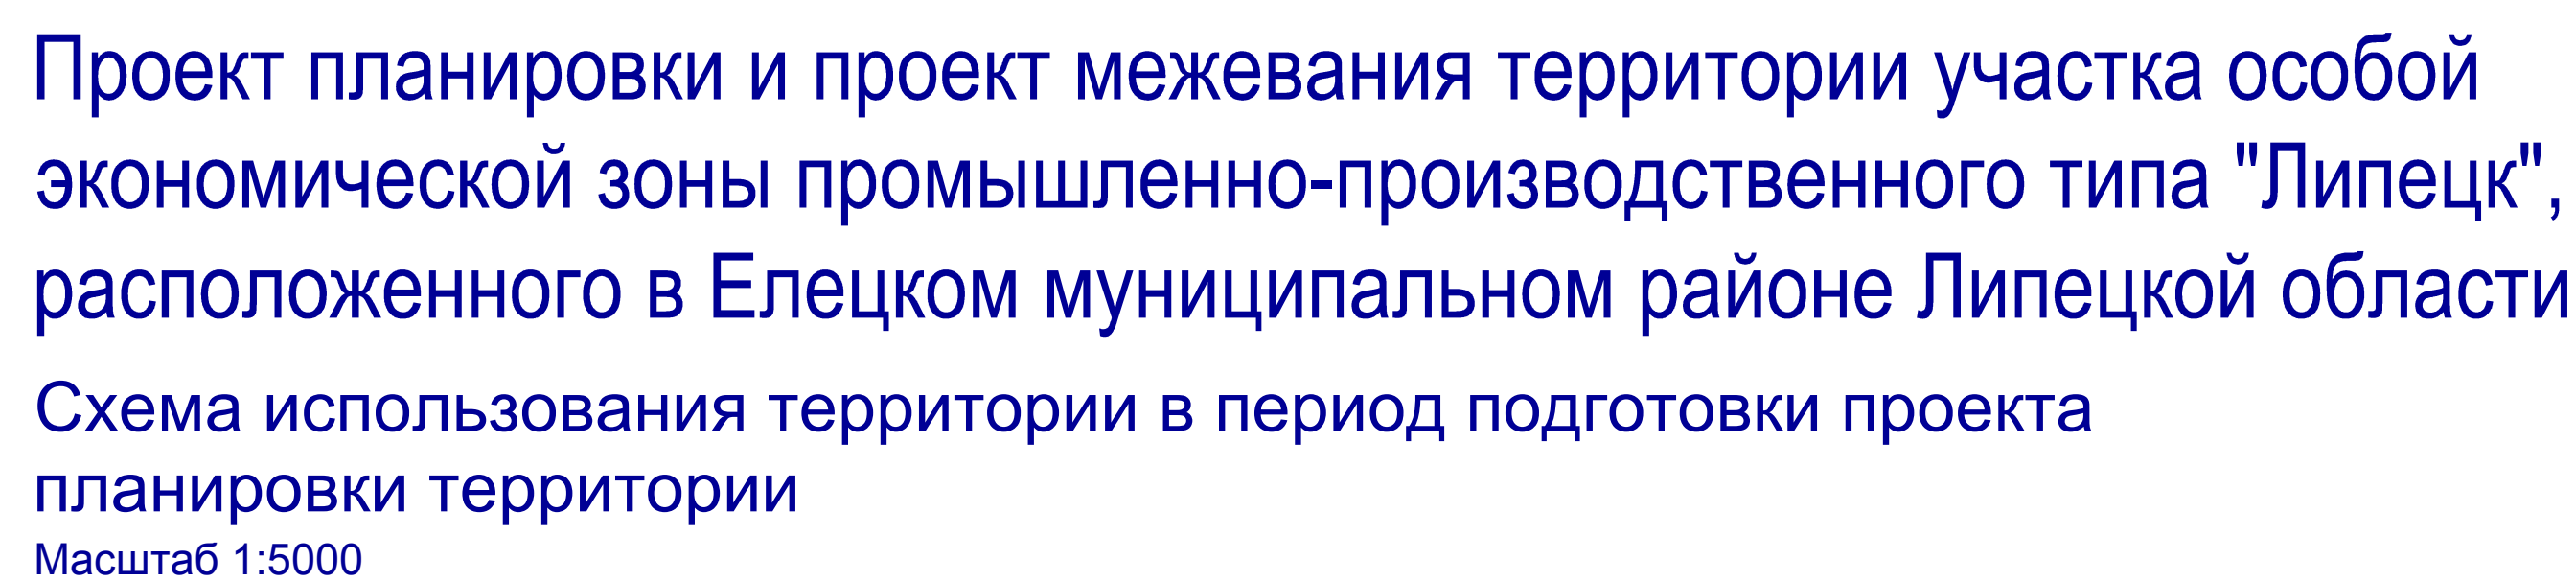 Проект планировки и проект межевания территории участка особой
экономической зоны промышленно-производственного типа "Липецк",
расположенного в Елецком муниципальном районе Липецкой области
Схема использования территории в период подготовки проекта
планировки территории
Масштаб 1:5000